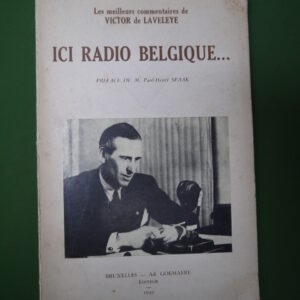 Les meilleurs commentaires de
VICTOR de LAVELEYE
ICI RADIO BELGIQUE...
PRÉFACE DE M. Paul-Henri SPAAK
BRUXELLES — Ad. GOEMAERE
ÉDITEUR